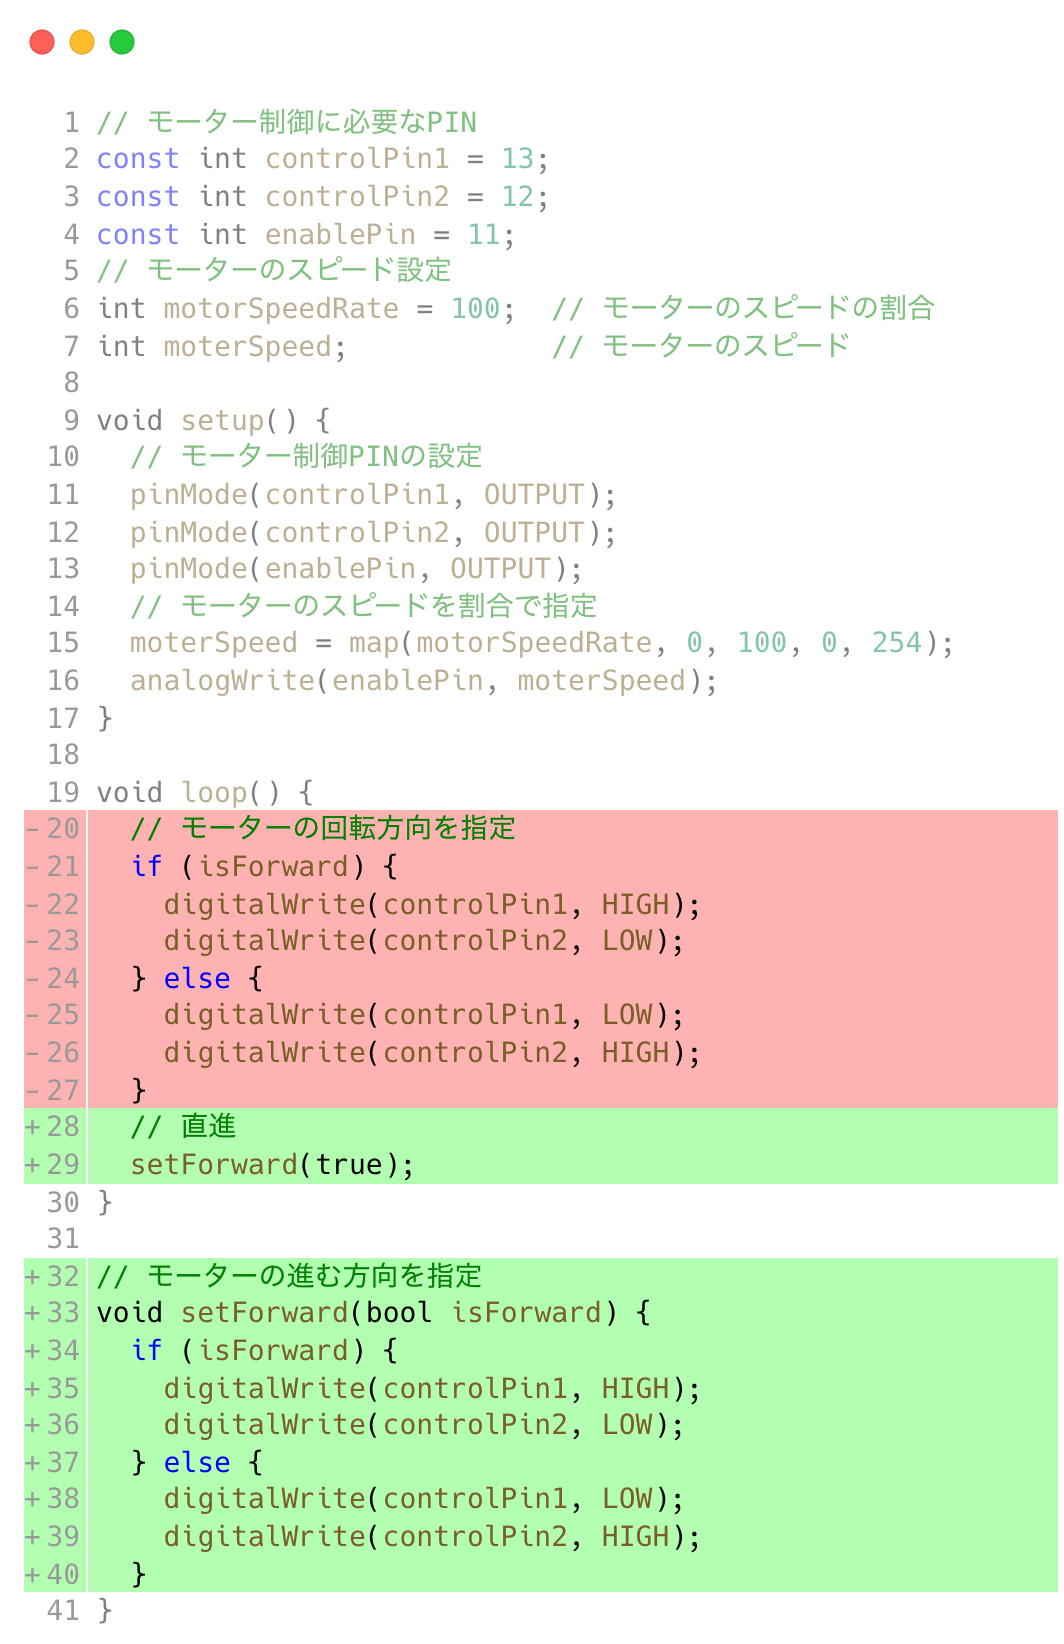 1 // モーター制御に必要なPIN
2 const int controlPin1 = 13;
3 const int controlPin2 = 12;
4 const int enablePin = 11;
5 // モーターのスピード設定
6 int motorSpeedRate = 100;  // モーターのスピードの割合
7 int moterSpeed;            // モーターのスピード
8
9 void setup() {
10   // モーター制御PINの設定
11   pinMode(controlPin1, OUTPUT);
12   pinMode(controlPin2, OUTPUT);
13   pinMode(enablePin, OUTPUT);
14   // モーターのスピードを割合で指定
15   moterSpeed = map(motorSpeedRate, 0, 100, 0, 254);
16   analogWrite(enablePin, moterSpeed);
17 }
18
19 void loop() {
-20   // モーターの回転方向を指定
-21   if (isForward) {
-22     digitalWrite(controlPin1, HIGH);
-23     digitalWrite(controlPin2, LOW);
-24   } else {
-25     digitalWrite(controlPin1, LOW);
-26     digitalWrite(controlPin2, HIGH);
-27   }
+28   // 直進
+29   setForward(true);
30 }
31
+32 // モーターの進む方向を指定
+33 void setForward(bool isForward) {
+34   if (isForward) {
+35     digitalWrite(controlPin1, HIGH);
+36     digitalWrite(controlPin2, LOW);
+37   } else {
+38     digitalWrite(controlPin1, LOW);
+39     digitalWrite(controlPin2, HIGH);
+40   }
41 }